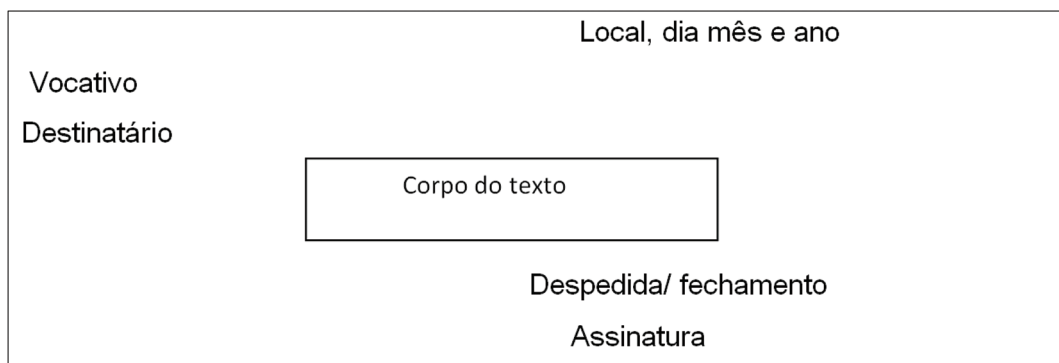 Local, dia mês e ano
Vocativo
Destinatário
Corpo do texto
Despedida/ fechamento
Assinatura